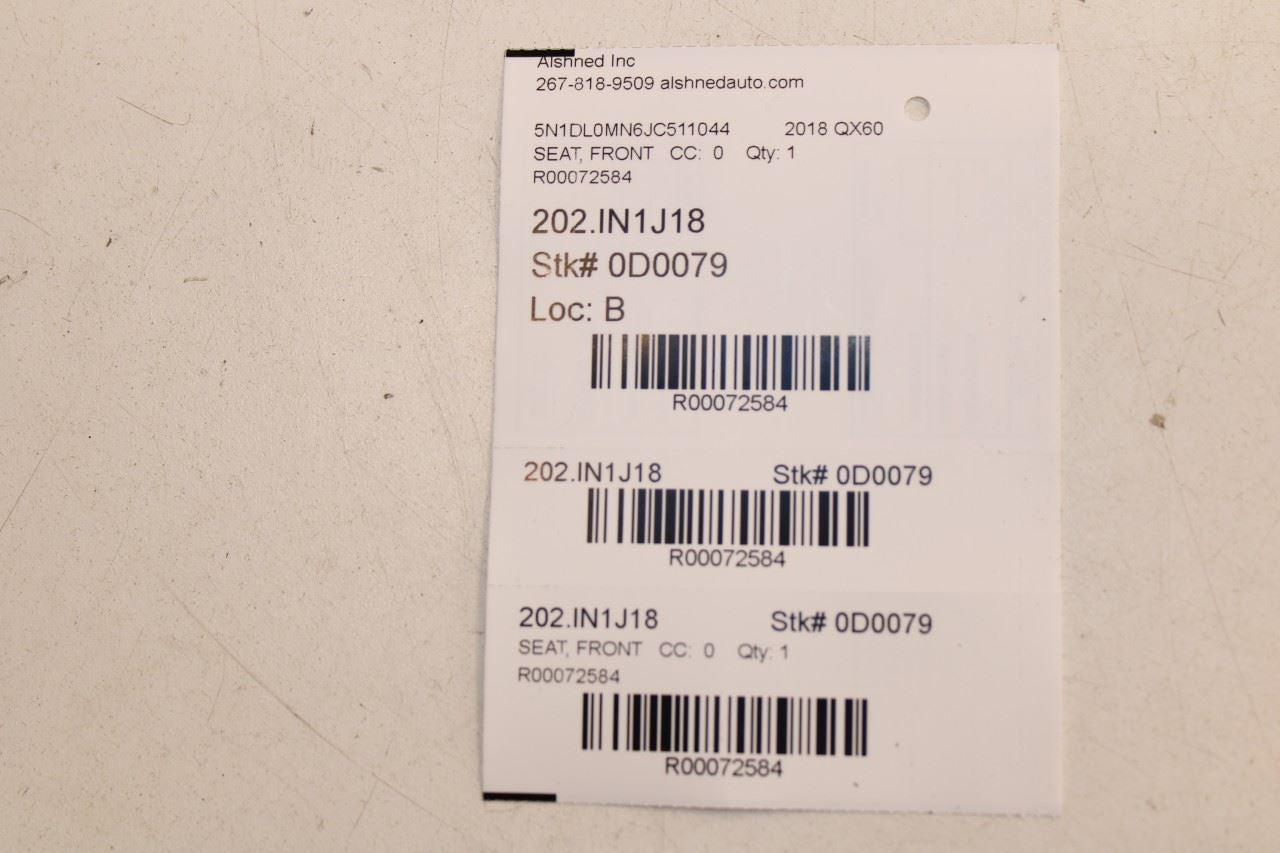 Alshned Inc
267-818-9509 alshnedauto.com
5N1DL0MN6JC511044 2018 QX60
SEAT, FRONT CC: 0 Qty: 1
R00072584
202.IN1J18
Stk# 0D0079
Loc: B
R00072584
202.IN1J18 Stk# 0D0079
R00072584
202.IN1J18 Stk# 0D0079
SEAT, FRONT CC: 0 Qty: 1
R00072584
R00072584